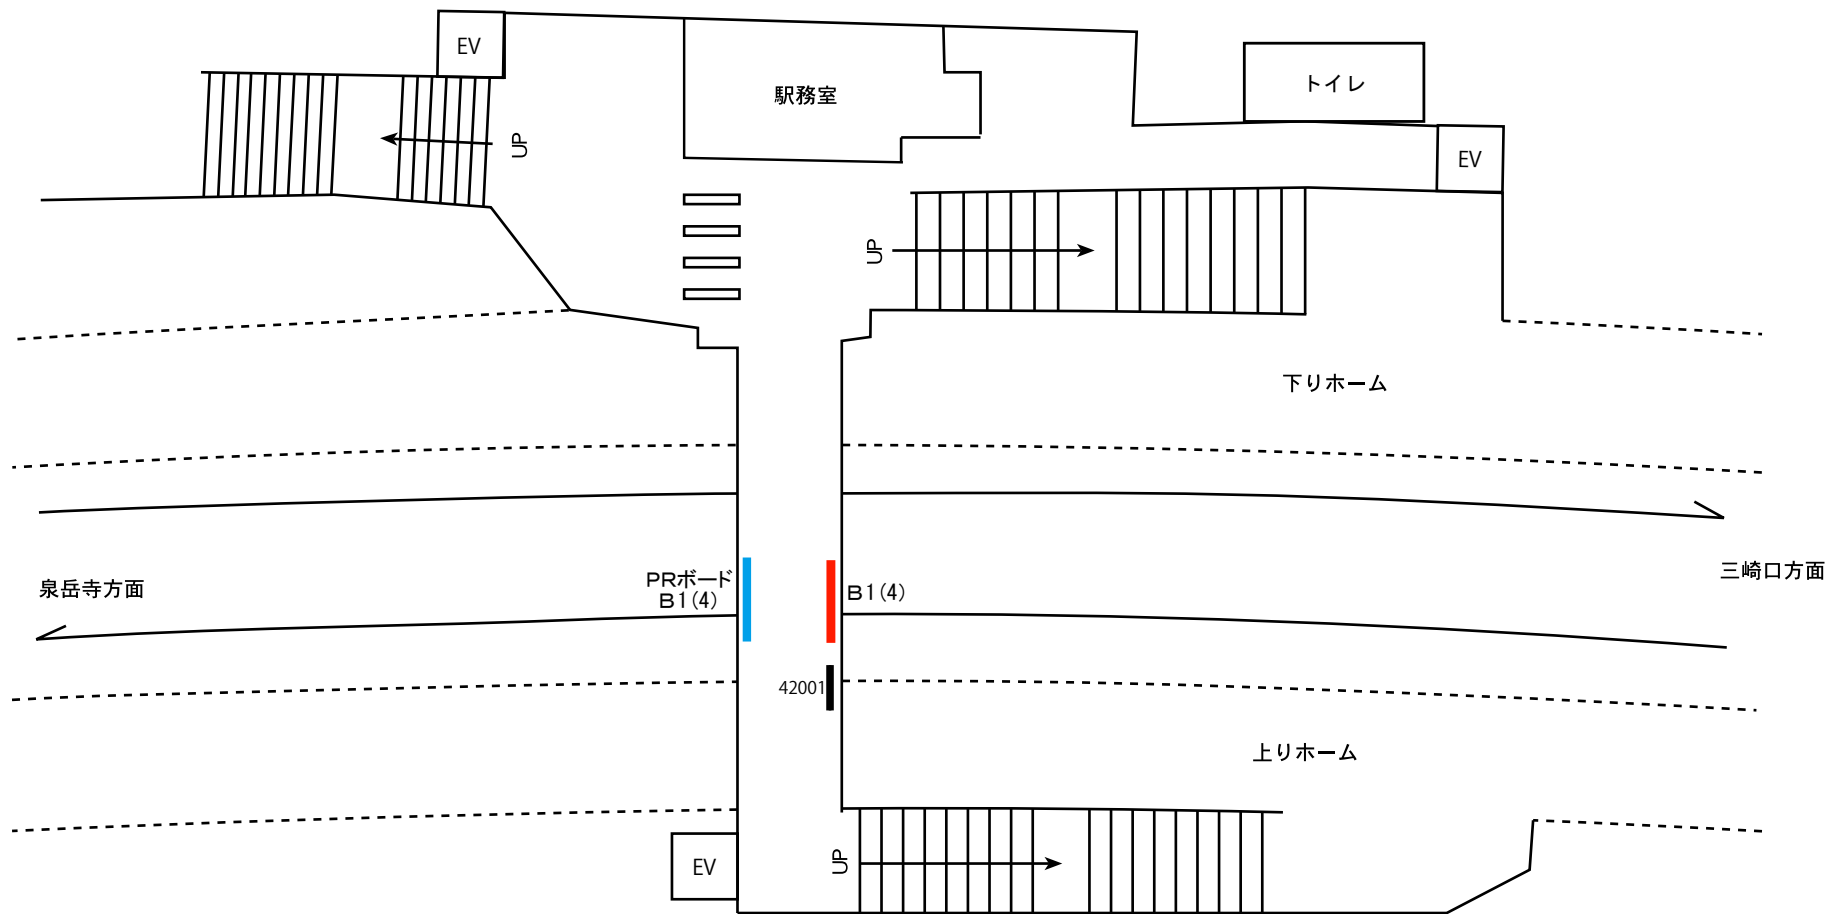 EV
駅務室
トイレ
UP
EV
UP
下りホーム
泉岳寺方面
PRボード
B1(4)
B1(4)
三崎口方面
42001
上りホーム
EV
UP